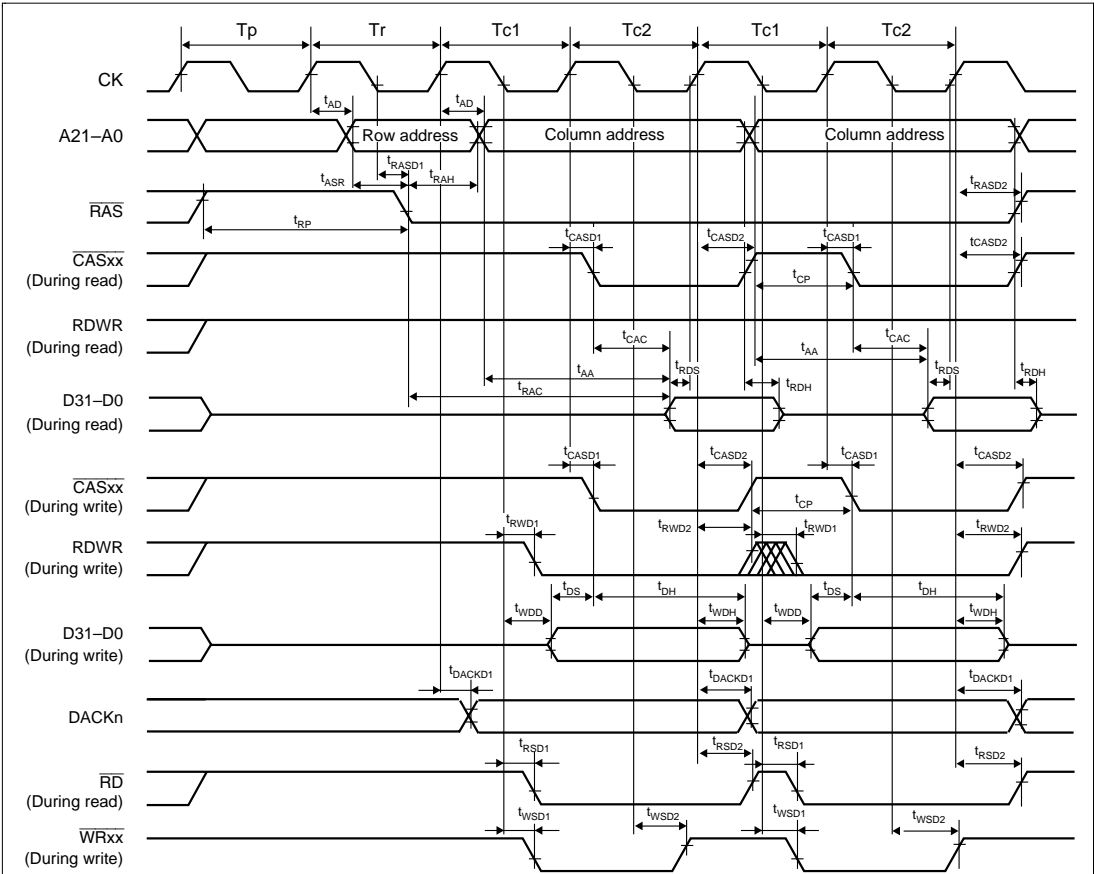 Tp Tr Tc1 Tc2 Tc1 Tc2
CK
tAD tAD
A21–A0 Row address Column address Column address
tRASD1
tASR tRAH tRASD2
RAS
tRP
tCASD1 tCASD2 tCASD1 tCASD2
CASxx
(During read)
tCP
RDWR
(During read)
tCAC tCAC
tAA tRDS tAA tRDS
tRAC tRDH tRDH
D31–D0
(During read)
tCASD1 tCASD2 tCASD1 tCASD2
CASxx
(During write)
tCP
tRWD1 tRWD2 tRWD1 tRWD2
RDWR
(During write)
tDS tDH tDS tDH
tWDD tWDH tWDD tWDH
D31–D0
(During write)
tDACKD1 tDACKD1 tDACKD1
DACKn
tRSD1 tRSD2 tRSD1 tRSD2
RD
(During read)
tWSD1 tWSD2 tWSD1 tWSD2
WRxx
(During write)